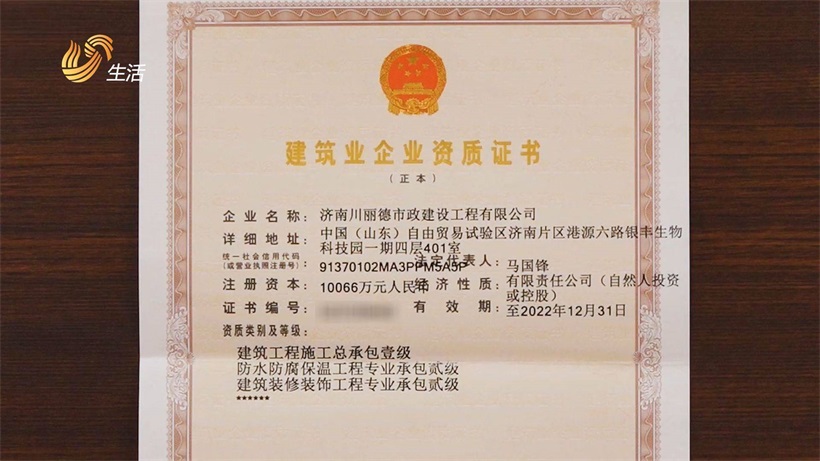 生活
建筑业企业资质证书
（正本）
企业名称：济南川丽德市政建设工程有限公司
详细地址：中国（山东）自由贸易试验区济南片区港源六路银丰生物
科技园一期四层401室
统一社会信用代码
（或营业执照注册号）：91370102MA3PPM5A5P
法定代表人：马国锋
注册资本：10066万元人民币
经济性质：有限责任公司（自然人投资
或控股）
证书编号：
有效期：至2022年12月31日
资质类别及等级：
建筑工程施工总承包壹级
防水防腐保温工程专业承包贰级
建筑装修装饰工程专业承包贰级
******